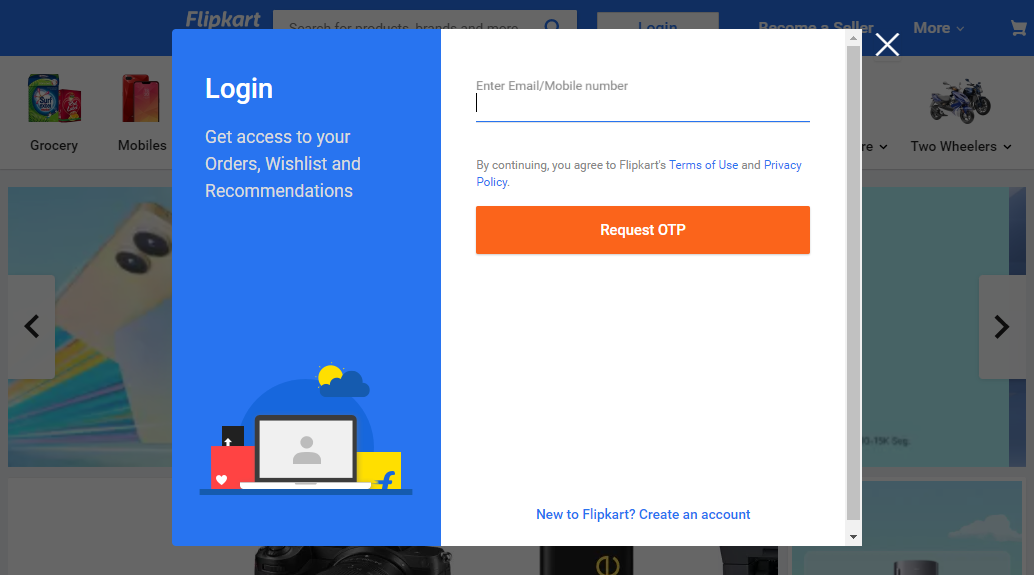 Flipkart
Search for products, brands and more
Login
Become a Seller
More
Grocery
Mobiles
Two Wheelers
Login
Get access to your
Orders, Wishlist and
Recommendations
Enter Email/Mobile number
By continuing, you agree to Flipkart's Terms of Use and Privacy
Policy.
Request OTP
New to Flipkart? Create an account